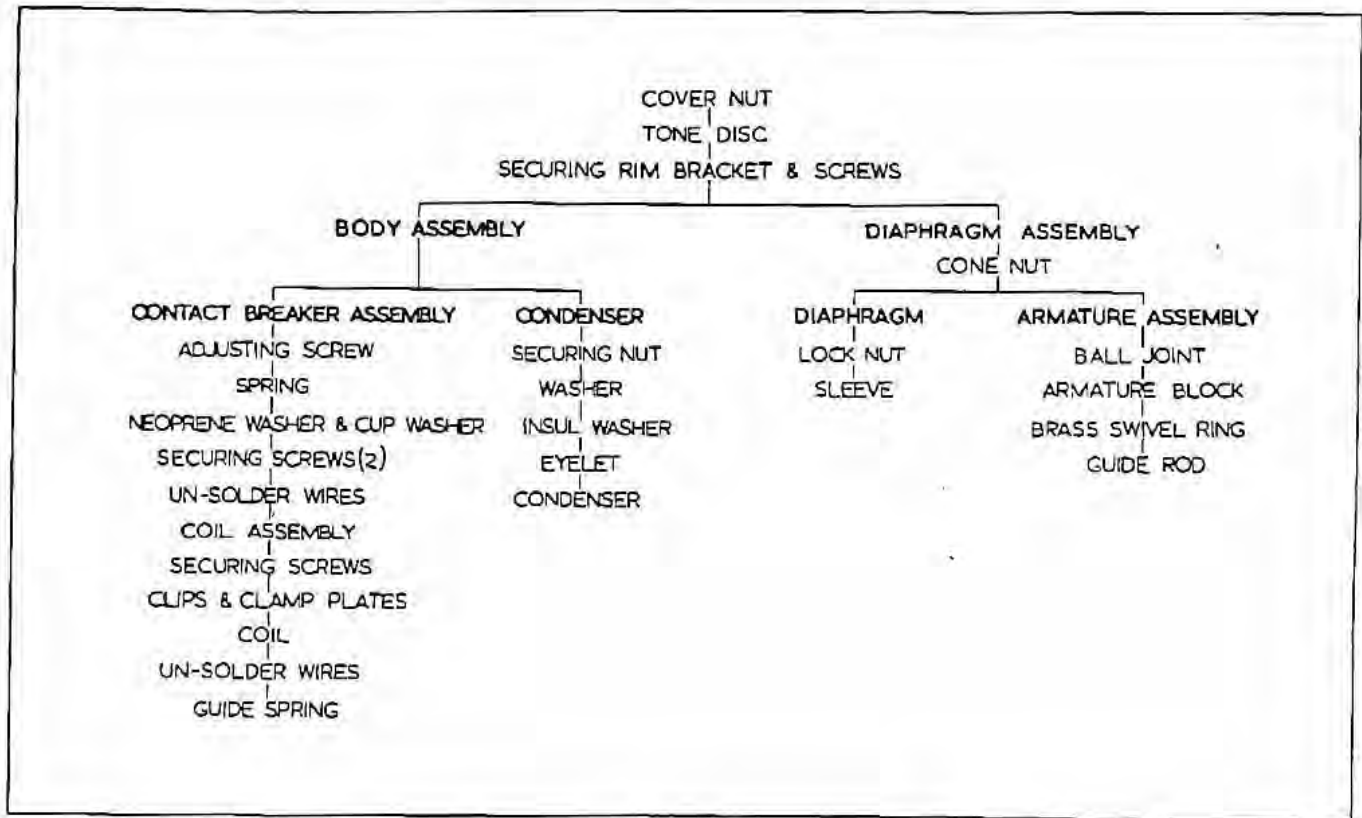 COVER NUT
TONE DISC
SECURING RIM BRACKET & SCREWS
BODY ASSEMBLY
CONTACT BREAKER ASSEMBLY
ADJUSTING SCREW
SPRING
NEOPRENE WASHER & CUP WASHER
SECURING SCREWS(2)
UN-SOLDER WIRES
COIL ASSEMBLY
SECURING SCREWS
CLIPS & CLAMP PLATES
COIL
UN-SOLDER WIRES
GUIDE SPRING
CONDENSER
SECURING NUT
WASHER
INSUL WASHER
EYELET
CONDENSER
DIAPHRAGM ASSEMBLY
CONE NUT
DIAPHRAGM
LOCK NUT
SLEEVE
ARMATURE ASSEMBLY
BALL JOINT
ARMATURE BLOCK
BRASS SWIVEL RING
GUIDE ROD